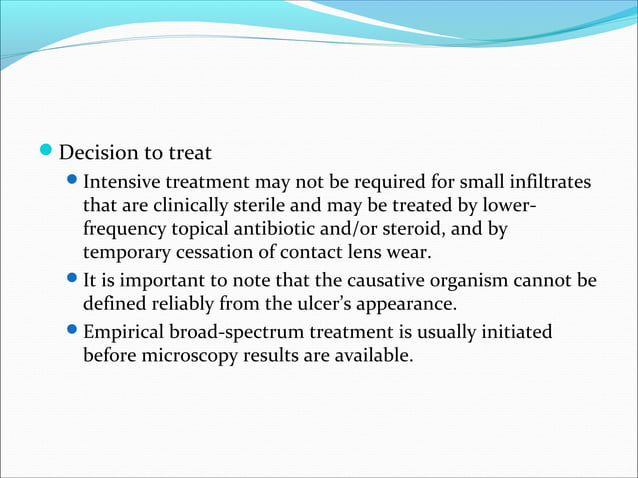 Decision to treat
Intensive treatment may not be required for small infiltrates
that are clinically sterile and may be treated by lower-
frequency topical antibiotic and/or steroid, and by
temporary cessation of contact lens wear.
It is important to note that the causative organism cannot be
defined reliably from the ulcer's appearance.
Empirical broad-spectrum treatment is usually initiated
before microscopy results are available.